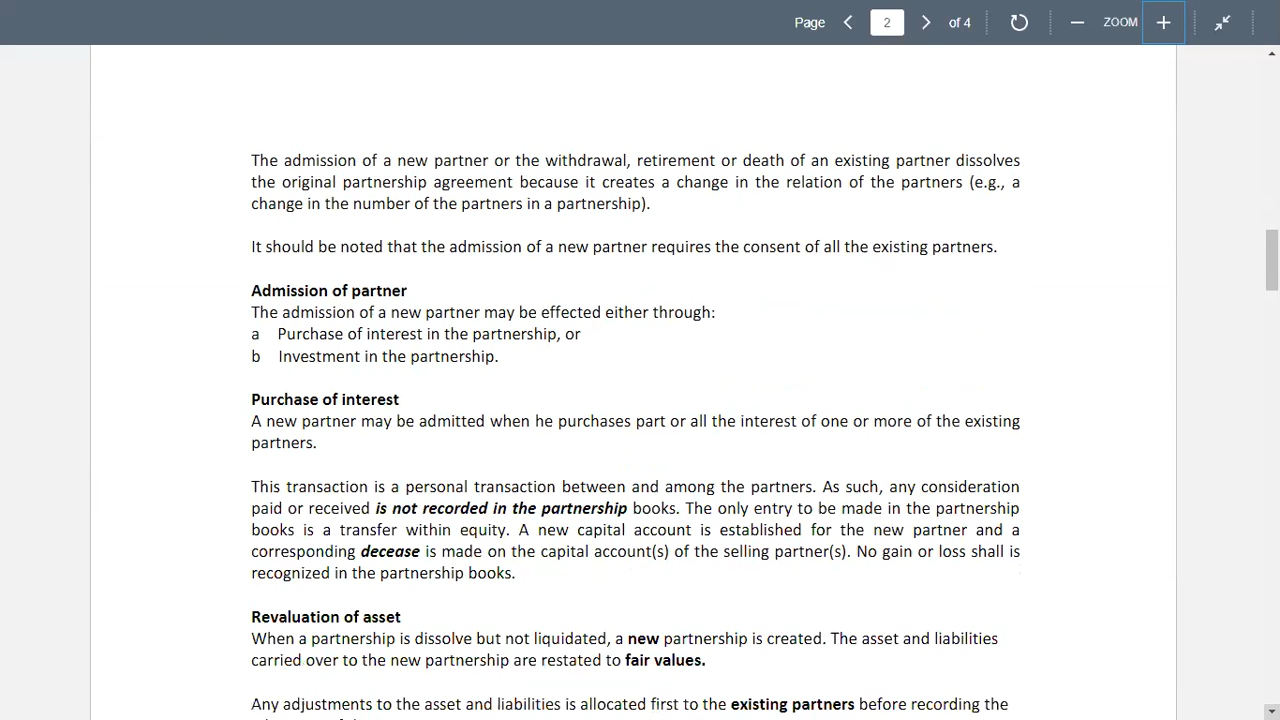 Page 2 of 4 ZOOM
The admission of a new partner or the withdrawal, retirement or death of an existing partner dissolves
the original partnership agreement because it creates a change in the relation of the partners (e.g., a
change in the number of the partners in a partnership).
It should be noted that the admission of a new partner requires the consent of all the existing partners.
Admission of partner
The admission of a new partner may be effected either through:
a Purchase of interest in the partnership, or
b Investment in the partnership.
Purchase of interest
A new partner may be admitted when he purchases part or all the interest of one or more of the existing
partners.
This transaction is a personal transaction between and among the partners. As such, any consideration
paid or received is not recorded in the partnership books. The only entry to be made in the partnership
books is a transfer within equity. A new capital account is established for the new partner and a
corresponding decease is made on the capital account(s) of the selling partner(s). No gain or loss shall is
recognized in the partnership books.
Revaluation of asset
When a partnership is dissolve but not liquidated, a new partnership is created. The asset and liabilities
carried over to the new partnership are restated to fair values.
Any adjustments to the asset and liabilities is allocated first to the existing partners before recording the